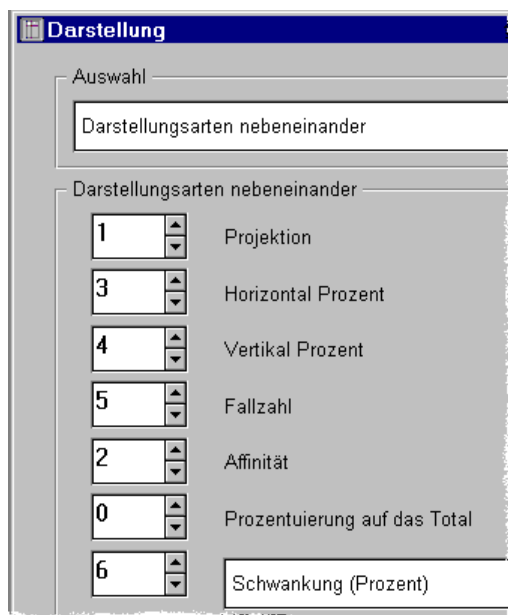 Darstellung
Auswahl
Darstellungsarten nebeneinander
Darstellungsarten nebeneinander
1 Projektion
3 Horizontal Prozent
4 Vertikal Prozent
5 Fallzahl
2 Affinität
0 Prozentuierung auf das Total
6 Schwankung (Prozent)